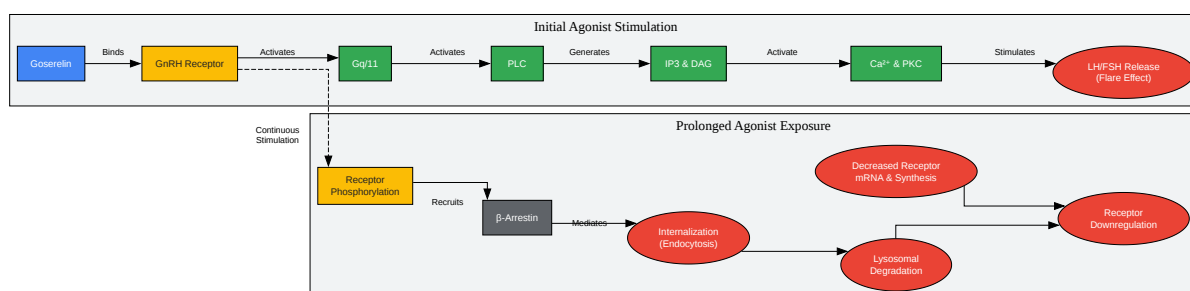 Initial Agonist Stimulation
Goserelin
Binds
GnRH Receptor
Activates
Gq/11
Activates
PLC
Generates
IP3 & DAG
Activate
Ca²⁺ & PKC
Stimulates
LH/FSH Release
(Flare Effect)
Continuous
Stimulation
Prolonged Agonist Exposure
Receptor
Phosphorylation
Recruits
β-Arrestin
Mediates
Internalization
(Endocytosis)
Decreased Receptor
mRNA & Synthesis
Lysosomal
Degradation
Receptor
Downregulation